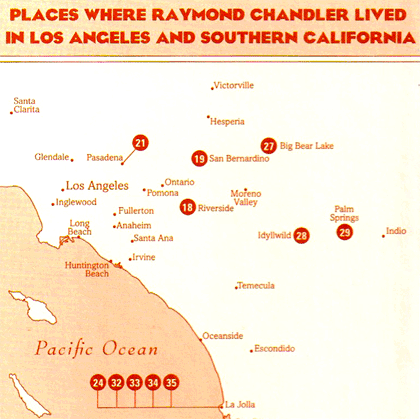 PLACES WHERE RAYMOND CHANDLER LIVED
IN LOS ANGELES AND SOUTHERN CALIFORNIA
Victorville
Santa
Clarita
Hesperia
21
27 Big Bear Lake
Glendale
Pasadena
19 San Bernardino
Los Angeles
Ontario
Pomona
Moreno
Valley
Inglewood
18 Riverside
Palm
Springs
Fullerton
Long
Beach
Anaheim
Idyllwild 28
29
Indio
Santa Ana
Irvine
Huntington
Beach
Temecula
Oceanside
Pacific Ocean
Escondido
24 32 33 34 35
La Jolla